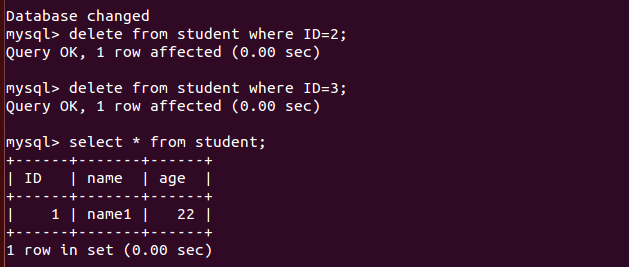 Database changed
mysql> delete from student where ID=2;
Query OK, 1 row affected (0.00 sec)

mysql> delete from student where ID=3;
Query OK, 1 row affected (0.00 sec)

mysql> select * from student;
+------+-------+------+
| ID   | name  | age  |
+------+-------+------+
|    1 | name1 |   22 |
+------+-------+------+
1 row in set (0.00 sec)